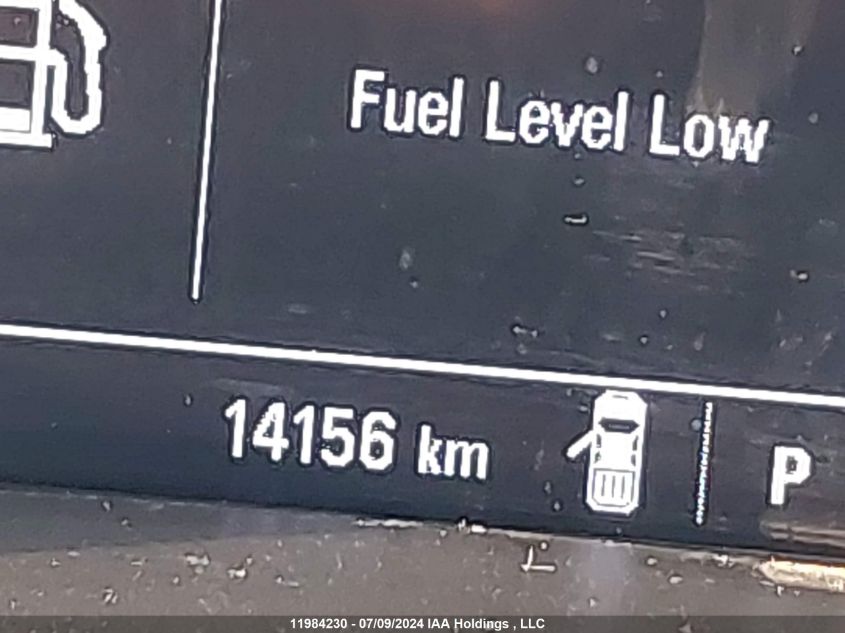 Fuel Level Low
14156 km
P
11984230 - 07/09/2024 IAA Holdings , LLC